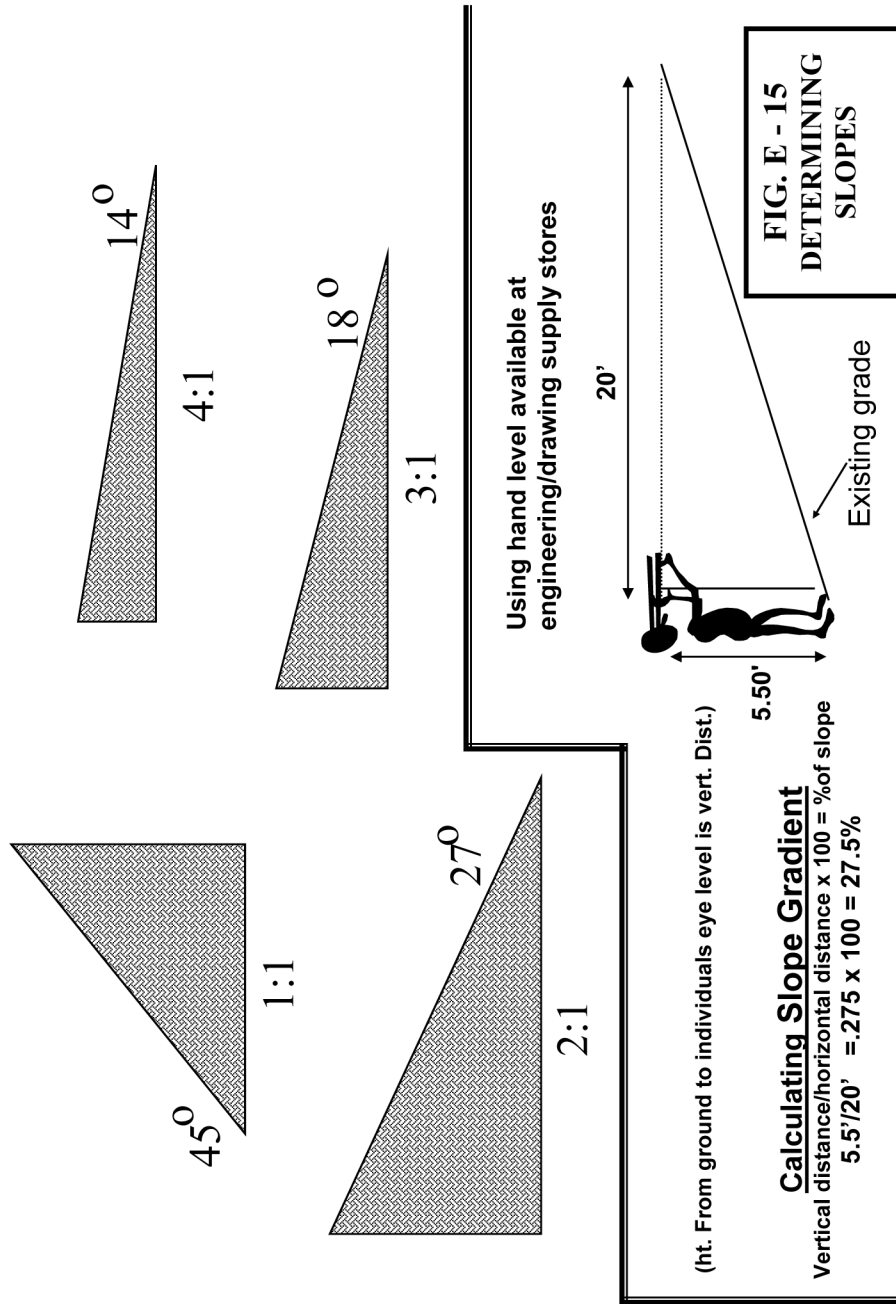 45°
1:1
14°
4:1
27°
2:1
18°
3:1
Using hand level available at
engineering/drawing supply stores
(ht. From ground to individuals eye level is vert. Dist.)
20’
5.50'
Calculating Slope Gradient
Vertical distance/horizontal distance x 100 = %of slope
5.5’/20’ =.275 x 100 = 27.5%
Existing grade
FIG. E - 15
DETERMINING
SLOPES